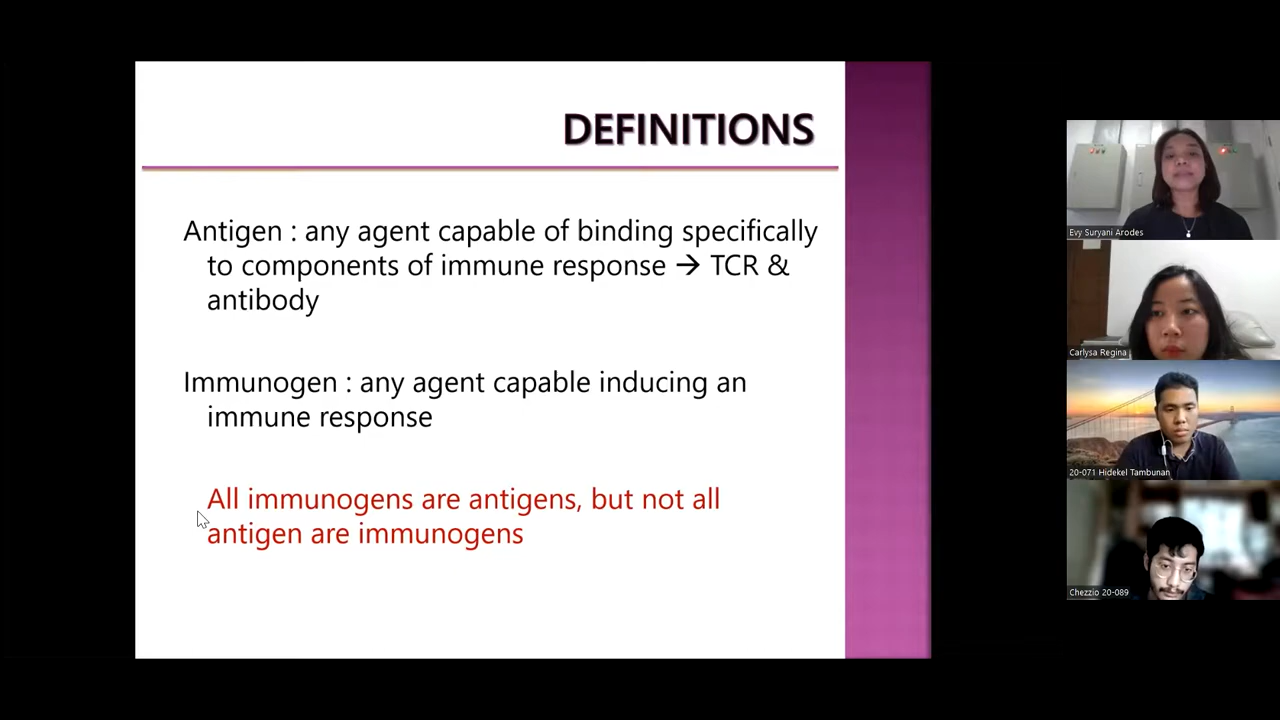 DEFINITIONS
Antigen : any agent capable of binding specifically
to components of immune response → TCR &
antibody
Immunogen : any agent capable inducing an
immune response
All immunogens are antigens, but not all
antigen are immunogens
Evy Suryani Arodes
Carlysa Regina
20-071 Hidekel Tambunan
Chezzio 20-089